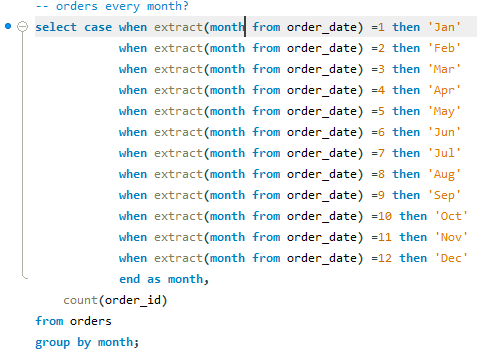 -- orders every month?
select case when extract(month from order_date) =1 then 'Jan'
when extract(month from order_date) =2 then 'Feb'
when extract(month from order_date) =3 then 'Mar'
when extract(month from order_date) =4 then 'Apr'
when extract(month from order_date) =5 then 'May'
when extract(month from order_date) =6 then 'Jun'
when extract(month from order_date) =7 then 'Jul'
when extract(month from order_date) =8 then 'Aug'
when extract(month from order_date) =9 then 'Sep'
when extract(month from order_date) =10 then 'Oct'
when extract(month from order_date) =11 then 'Nov'
when extract(month from order_date) =12 then 'Dec'
end as month,
count(order_id)
from orders
group by month;